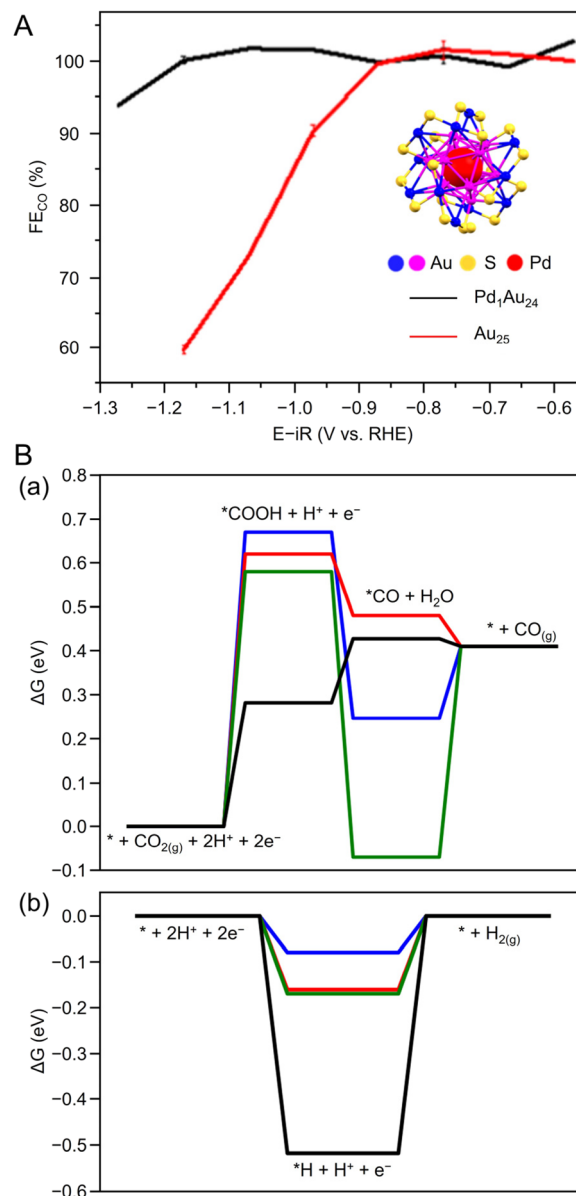 A
FE_CO (%)
100
90
80
70
60
Au S Pd
Pd₁Au₂₄
Au₂₅
−1.3 −1.2 −1.1 −1.0 −0.9 −0.8 −0.7 −0.6
E−iR (V vs. RHE)
B
(a)
ΔG (eV)
0.8
0.7
0.6
0.5
0.4
0.3
0.2
0.1
0.0
−0.1
*COOH + H⁺ + e⁻
*CO + H₂O
* + CO₍g₎
* + CO₂₍g₎ + 2H⁺ + 2e⁻
(b)
ΔG (eV)
0.0
−0.1
−0.2
−0.3
−0.4
−0.5
−0.6
* + 2H⁺ + 2e⁻
* + H₂₍g₎
*H + H⁺ + e⁻